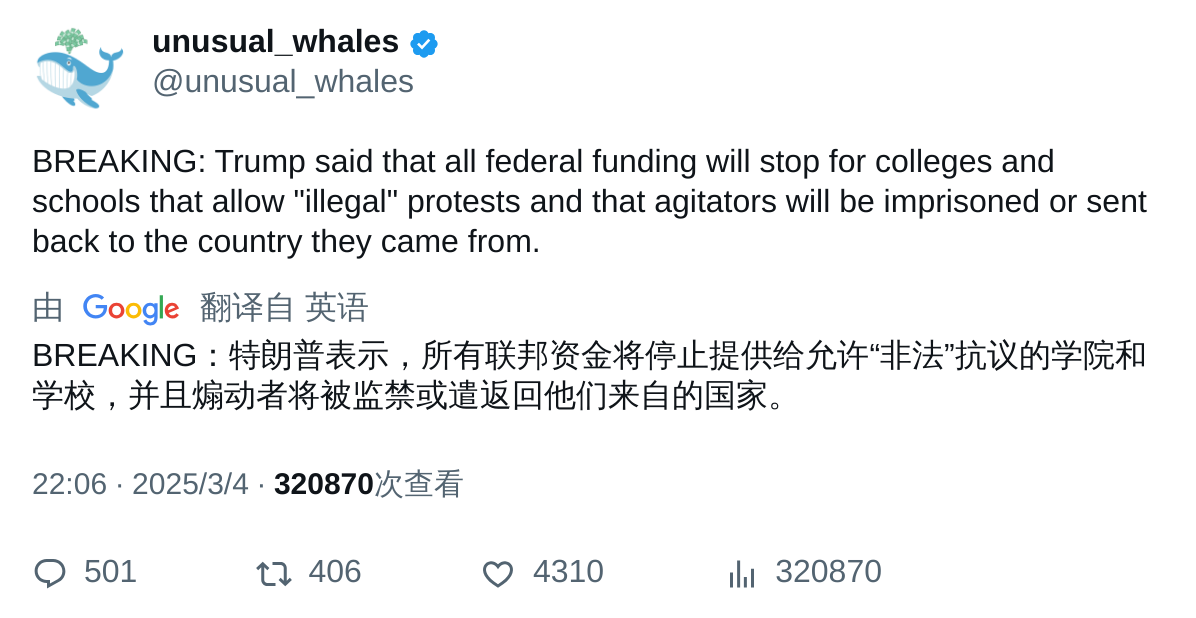 unusual_whales
@unusual_whales
BREAKING: Trump said that all federal funding will stop for colleges and
schools that allow "illegal" protests and that agitators will be imprisoned or sent
back to the country they came from.
由 Google 翻译自 英语
BREAKING：特朗普表示，所有联邦资金将停止提供给允许“非法”抗议的学院和
学校，并且煽动者将被监禁或遣返回他们来自的国家。
22:06 · 2025/3/4 · 320870次查看
501 406 4310 320870